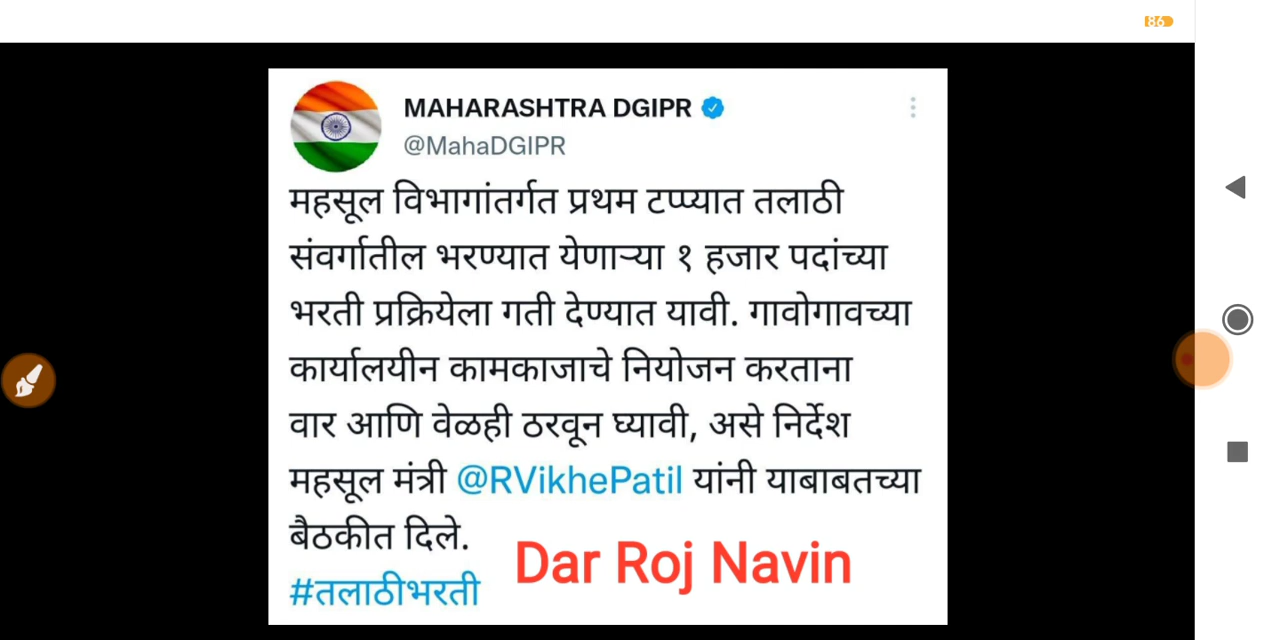 86
MAHARASHTRA DGIPR
@MahaDGIPR
महसूल विभागांतर्गत प्रथम टप्प्यात तलाठी
संवर्गातील भरण्यात येणाऱ्या १ हजार पदांच्या
भरती प्रक्रियेला गती देण्यात यावी. गावोगावच्या
कार्यालयीन कामकाजाचे नियोजन करताना
वार आणि वेळही ठरवून घ्यावी, असे निर्देश
महसूल मंत्री @RVikhePatil यांनी याबाबतच्या
बैठकीत दिले.
Dar Roj Navin
#तलाठीभरती